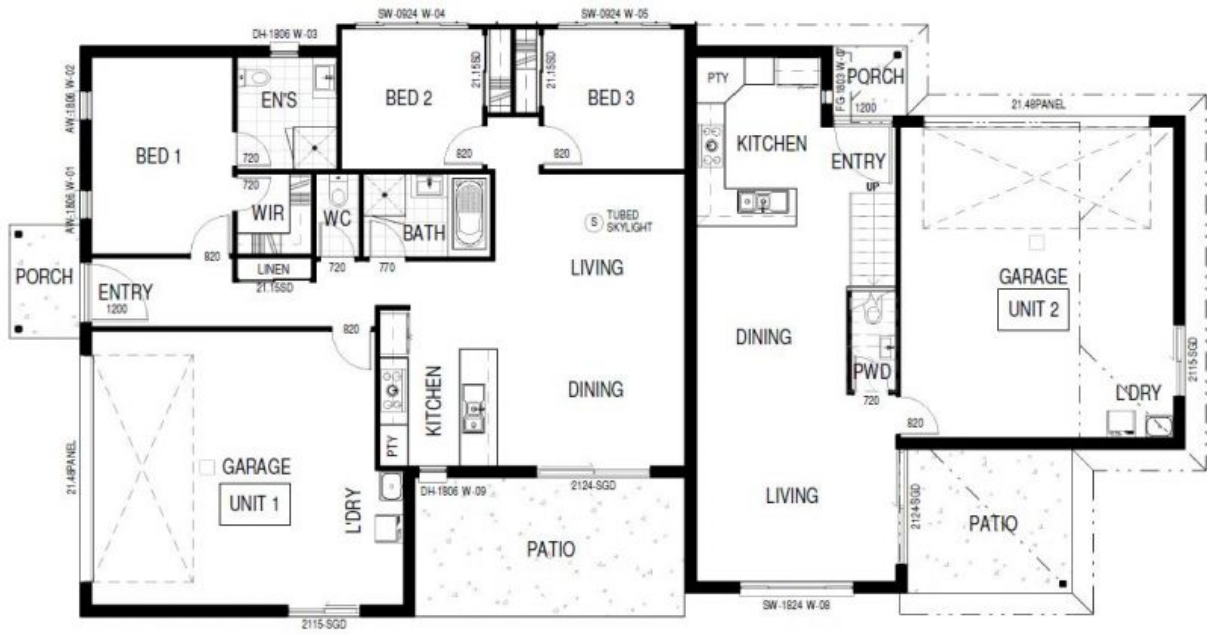 SW-0924 W-04
SW-0924 W-05
DH-1806 W-03
AW-1806 W-02
AW-1806 W-01
BED 1
EN'S
BED 2
21.15SD
21.15SD
BED 3
720
820
820
720
WIR
WC
BATH
820
LINEN
21.15SD
720
770
S
TUBED
SKYLIGHT
LIVING
PORCH
ENTRY
1200
820
KITCHEN
DINING
PTY
21.48PANEL
GARAGE
UNIT 1
L'DRY
DH-1806 W-09
2124-SGD
PATIO
2115-SGD
PTY
KITCHEN
PORCH
1200
ENTRY
UP
21.48PANEL
GARAGE
UNIT 2
DINING
PWD
720
820
L'DRY
2115-SGD
LIVING
2124-SGD
PATIO
SW-1824 W-08